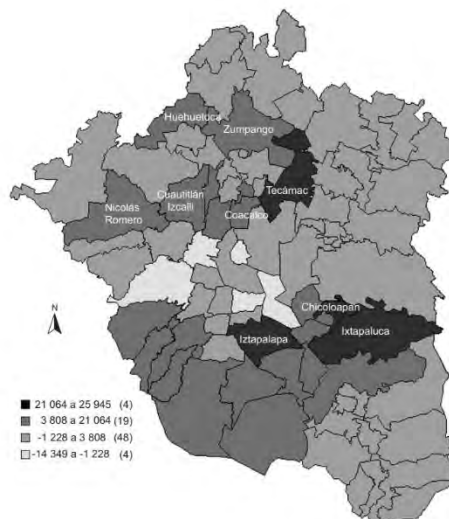 Huehuetoca
Zumpango
Tecámac
Cuautitlán
Izcalli
Nicolás
Romero
Coacalco
Chicoloapan
Ixtapaluca
Iztapalapa
N
21 064 a 25 945 (4)
3 808 a 21 064 (19)
-1 228 a 3 808 (48)
-14 349 a -1 228 (4)